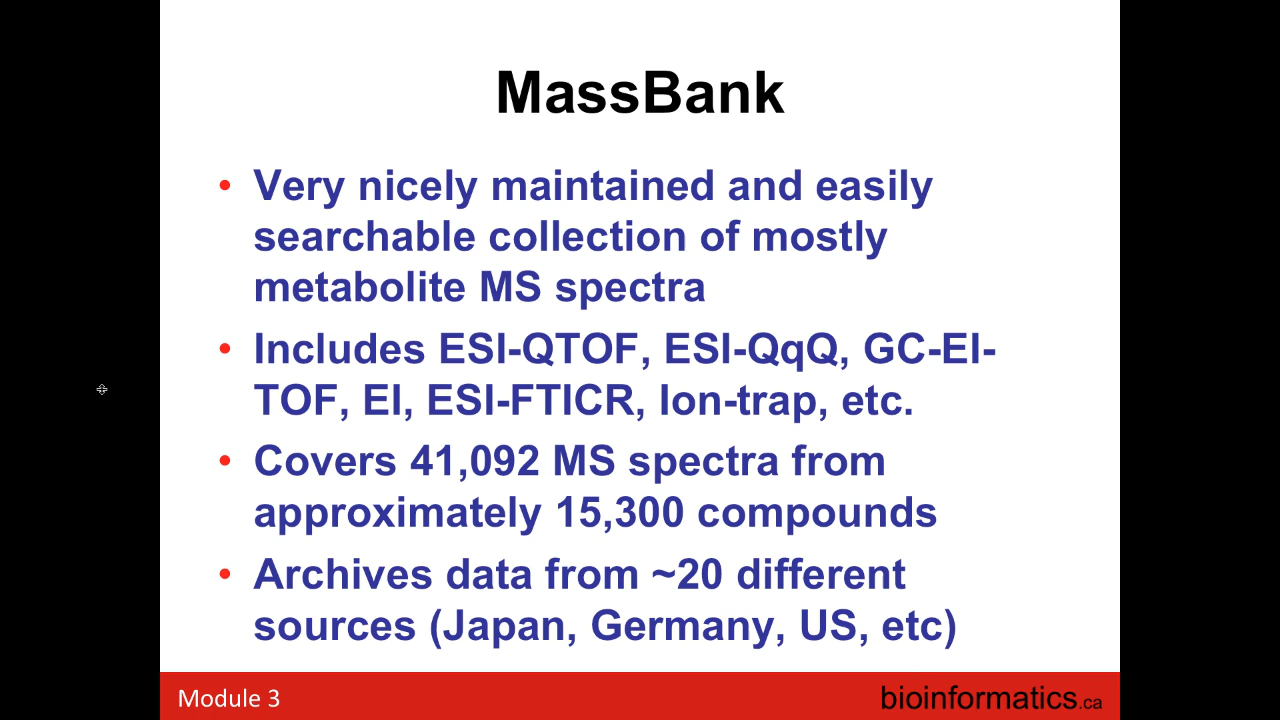 MassBank
• Very nicely maintained and easily
searchable collection of mostly
metabolite MS spectra
• Includes ESI-QTOF, ESI-QqQ, GC-EI-
TOF, EI, ESI-FTICR, Ion-trap, etc.
• Covers 41,092 MS spectra from
approximately 15,300 compounds
• Archives data from ~20 different
sources (Japan, Germany, US, etc)
Module 3
bioinformatics.ca